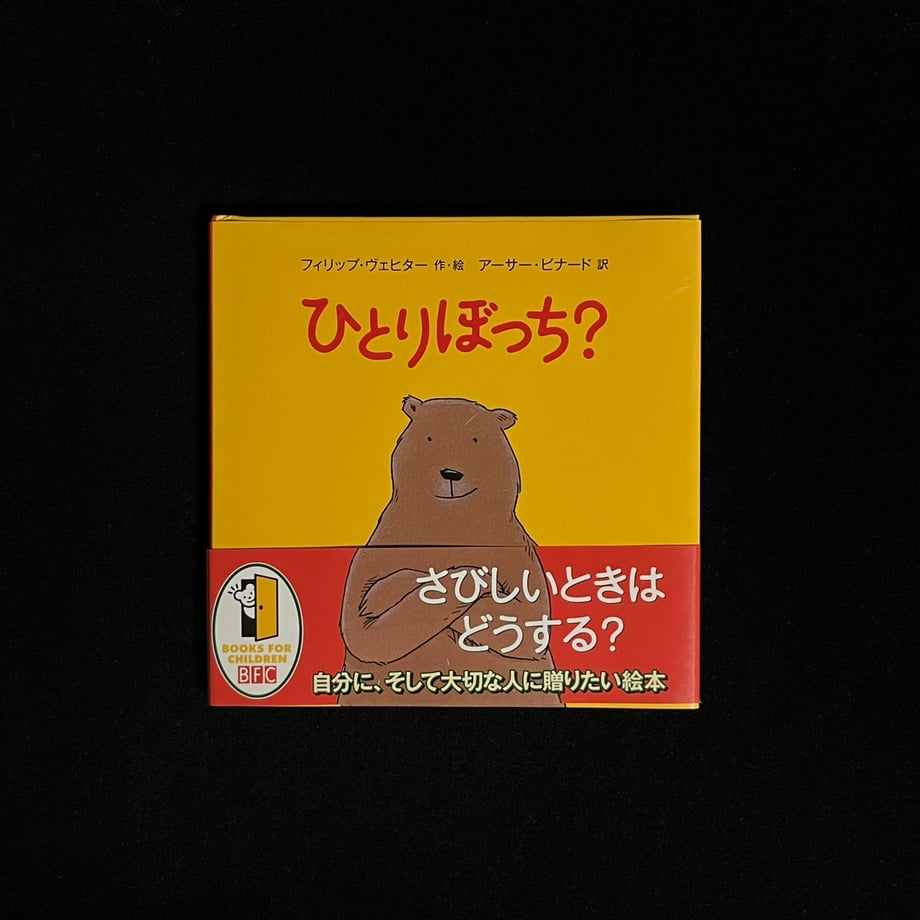 フィリップ・ヴェヒター 作・絵 アーサー・ビナード 訳
ひとりぼっち?
さびしいときは
どうする?
BOOKS FOR
CHILDREN
BFC
自分に、そして大切な人に贈りたい絵本